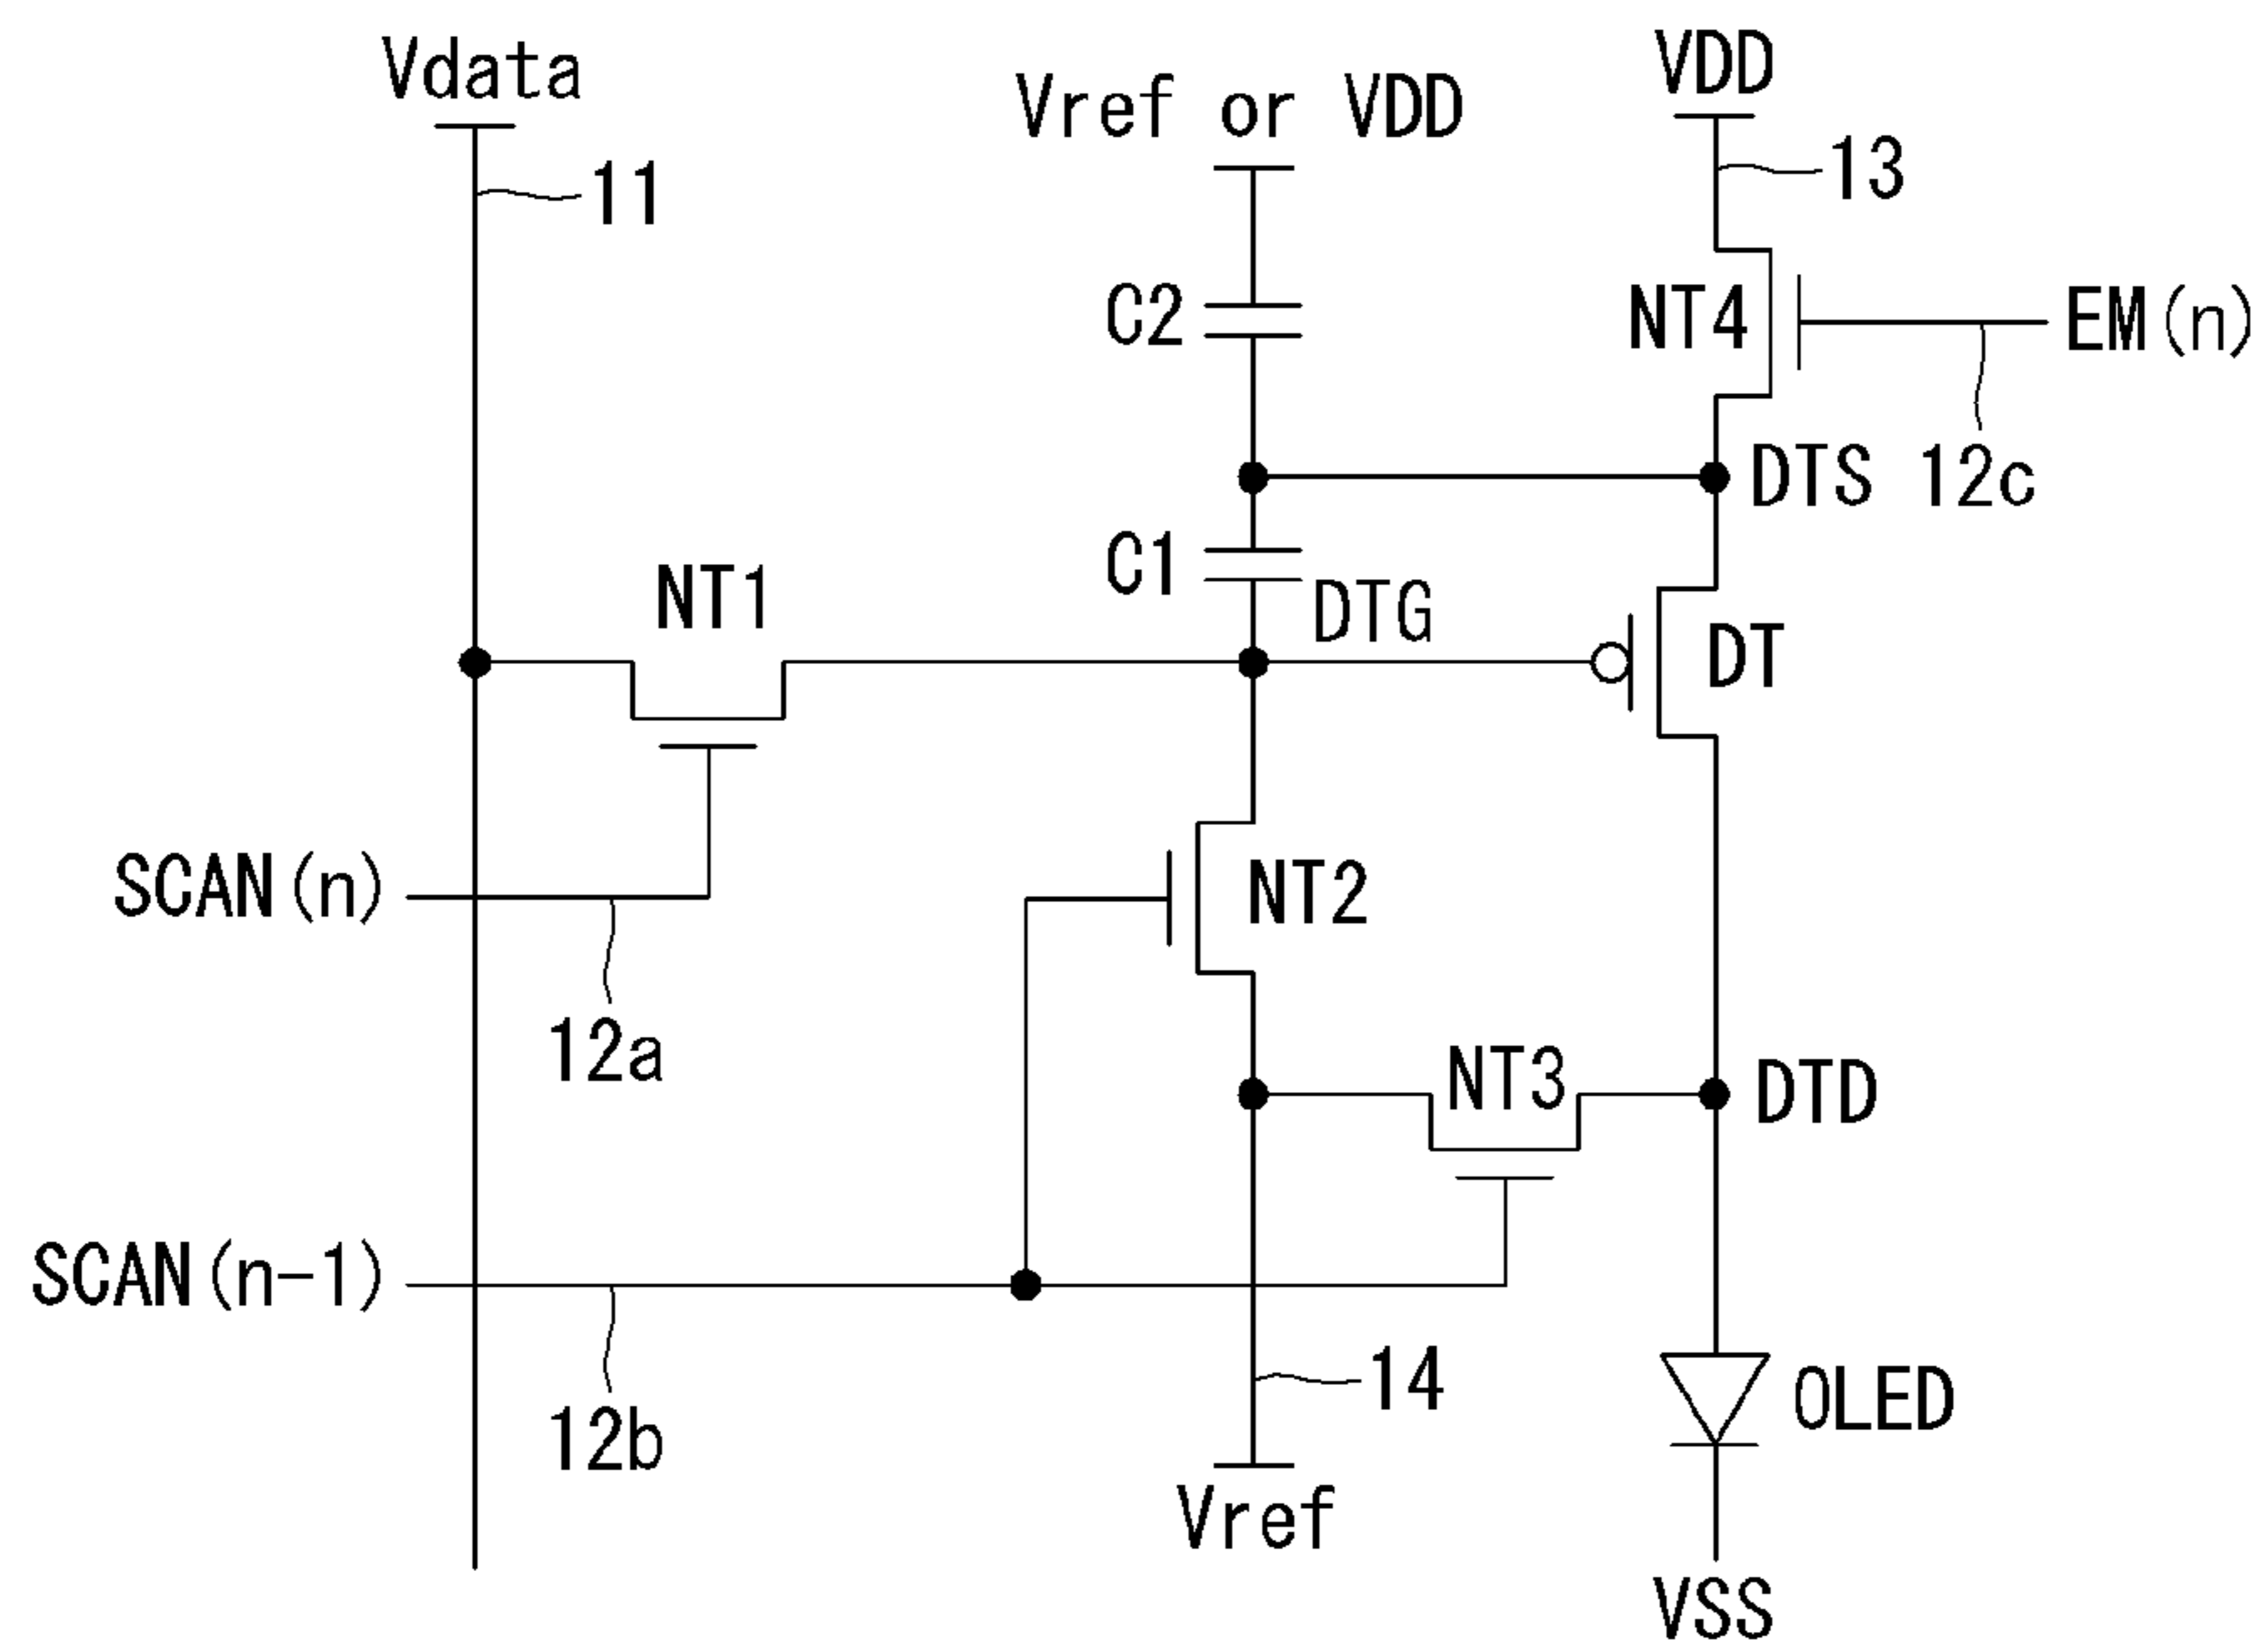 Vdata
Vref or VDD
VDD
11
13
C2
NT4
EM(n)
DTS
12c
C1
DTG
NT1
DT
SCAN(n)
NT2
12a
NT3
DTD
SCAN(n-1)
14
OLED
12b
Vref
VSS